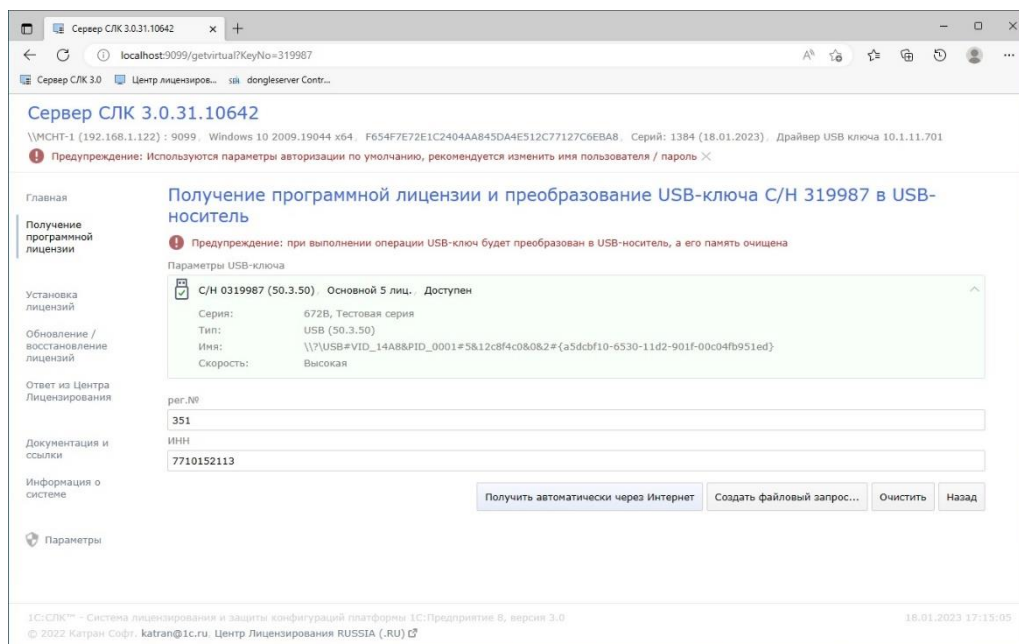 Сервер СЛК 3.0.31.10642
localhost:9099/getvirtual?KeyNo=319987
Сервер СЛК 3.0
Центр лицензиров...
silex dongleserver Contr...
Сервер СЛК 3.0.31.10642
\\MCHT-1 (192.168.1.122) : 9099, Windows 10 2009.19044 x64, F654F7E72E1C2404AA845DA4E512C77127C6EBA8, Серий: 1384 (18.01.2023), Драйвер USB ключа 10.1.11.701
Предупреждение: Используются параметры авторизации по умолчанию, рекомендуется изменить имя пользователя / пароль
Главная
Получение
программной
лицензии
Установка
лицензий
Обновление /
восстановление
лицензий
Ответ из Центра
Лицензирования
Документация и
ссылки
Информация о
системе
Параметры
Получение программной лицензии и преобразование USB-ключа С/Н 319987 в USB-
носитель
Предупреждение: при выполнении операции USB-ключ будет преобразован в USB-носитель, а его память очищена
Параметры USB-ключа
С/Н 0319987 (50.3.50), Основной 5 лиц., Доступен
Серия: 672B, Тестовая серия
Тип: USB (50.3.50)
Имя: \\?\USB#VID_14A8&PID_0001#5&12c8f4c0&0&2#{a5dcbf10-6530-11d2-901f-00c04fb951ed}
Скорость: Высокая
рег.№
351
ИНН
7710152113
Получить автоматически через Интернет
Создать файловый запрос...
Очистить
Назад
1С:СЛК™ – Система лицензирования и защиты конфигураций платформы 1С:Предприятие 8, версия 3.0
18.01.2023 17:15:05
© 2022 Катран Софт, katran@1c.ru, Центр Лицензирования RUSSIA (.RU)